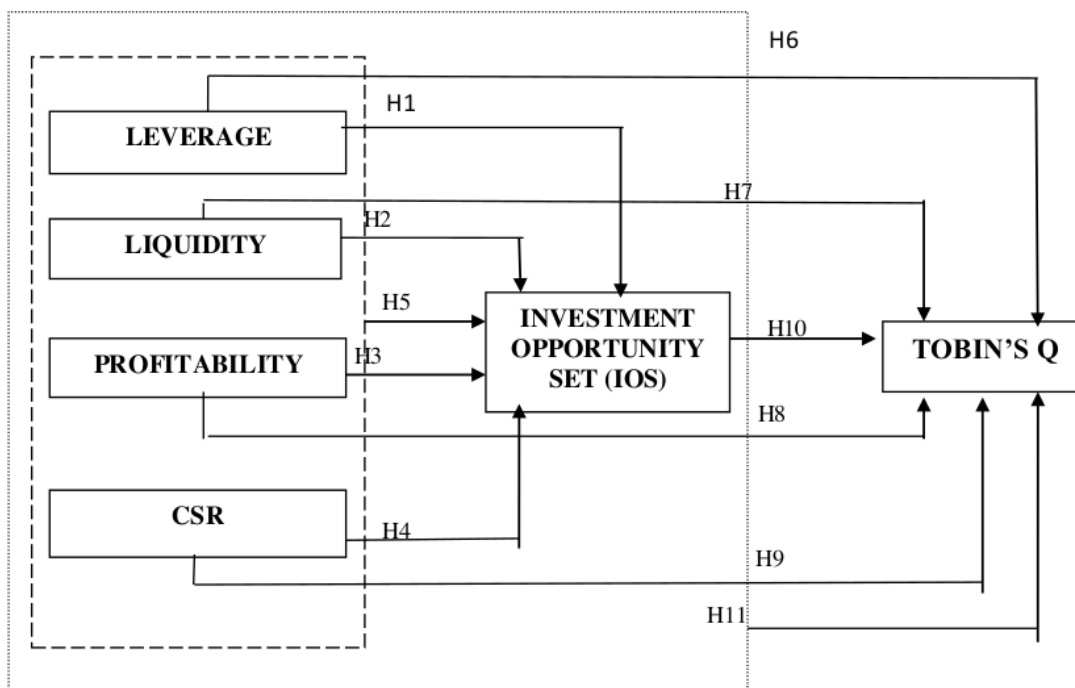 H6
H1
LEVERAGE
H7
H2
LIQUIDITY
H5
INVESTMENT
OPPORTUNITY
SET (IOS)
H10
TOBIN'S Q
PROFITABILITY
H3
H8
CSR
H4
H9
H11